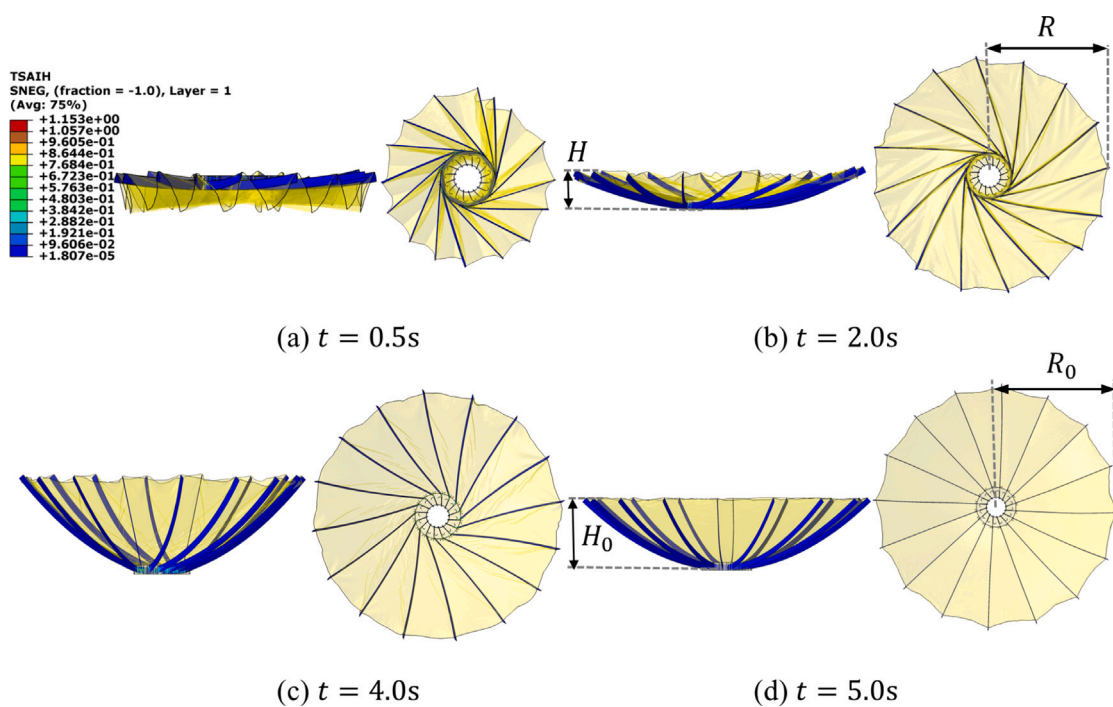 R
TSAIH
SNEG, (fraction = -1.0), Layer = 1
(Avg: 75%)
+1.153e+00
+1.057e+00
+9.605e-01
+8.644e-01
+7.684e-01
+6.723e-01
+5.763e-01
+4.803e-01
+3.842e-01
+2.882e-01
+1.921e-01
+9.606e-02
+1.807e-05
H
(a) t = 0.5s
(b) t = 2.0s
R₀
H₀
(c) t = 4.0s
(d) t = 5.0s